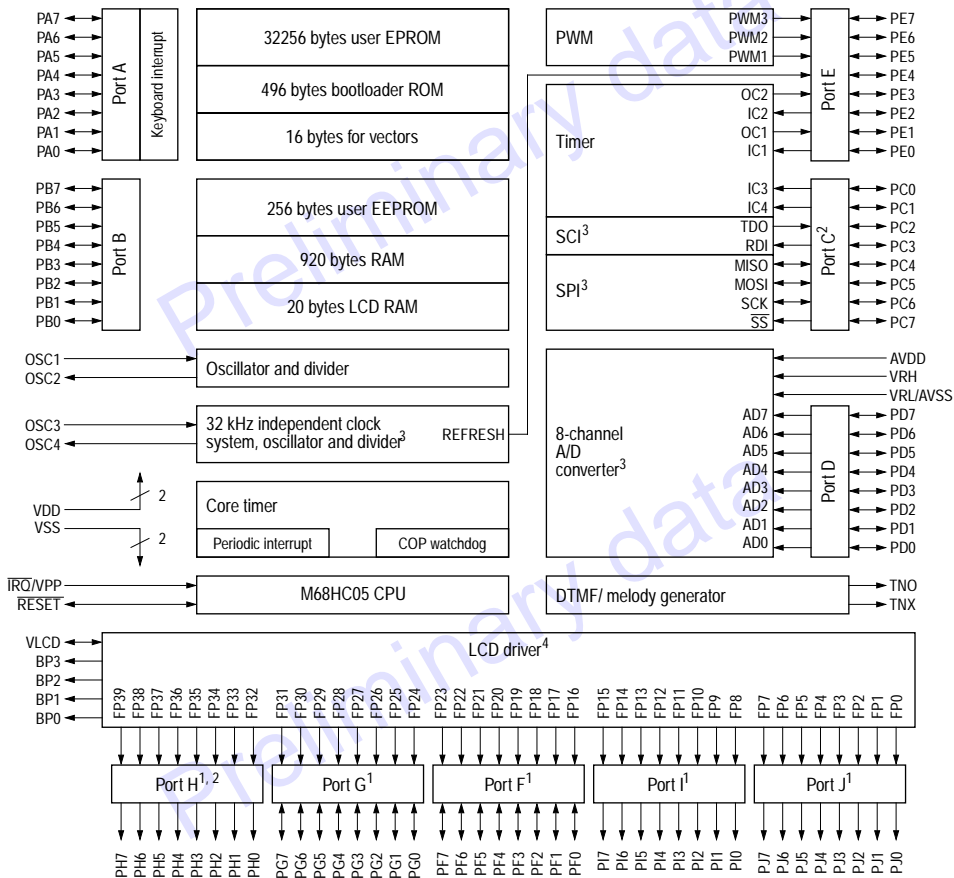 PA7
PA6
PA5
PA4
PA3
PA2
PA1
PA0
Port A
Keyboard interrupt
32256 bytes user EPROM
496 bytes bootloader ROM
16 bytes for vectors
PWM
PWM3
PWM2
PWM1
Timer
OC2
IC2
OC1
IC1
IC3
IC4
Port E
PE7
PE6
PE5
PE4
PE3
PE2
PE1
PE0
PB7
PB6
PB5
PB4
PB3
PB2
PB1
PB0
Port B
256 bytes user EEPROM
920 bytes RAM
20 bytes LCD RAM
SCI3
TDO
RDI
SPI3
MISO
MOSI
SCK
SS
Port C2
PC0
PC1
PC2
PC3
PC4
PC5
PC6
PC7
OSC1
OSC2
Oscillator and divider
OSC3
OSC4
32 kHz independent clock
system, oscillator and divider3
REFRESH
8-channel
A/D
converter3
AVDD
VRH
VRL/AVSS
AD7
AD6
AD5
AD4
AD3
AD2
AD1
AD0
Port D
PD7
PD6
PD5
PD4
PD3
PD2
PD1
PD0
VDD
2
VSS
2
Core timer
Periodic interrupt
COP watchdog
IRQ/VPP
RESET
M68HC05 CPU
DTMF/ melody generator
TNO
TNX
VLCD
BP3
BP2
BP1
BP0
LCD driver4
FP39
FP38
FP37
FP36
FP35
FP34
FP33
FP32
FP31
FP30
FP29
FP28
FP27
FP26
FP25
FP24
FP23
FP22
FP21
FP20
FP19
FP18
FP17
FP16
FP15
FP14
FP13
FP12
FP11
FP10
FP9
FP8
FP7
FP6
FP5
FP4
FP3
FP2
FP1
FP0
Port H1, 2
Port G1
Port F1
Port I1
Port J1
PH7
PH6
PH5
PH4
PH3
PH2
PH1
PH0
PG7
PG6
PG5
PG4
PG3
PG2
PG1
PG0
PF7
PF6
PF5
PF4
PF3
PF2
PF1
PF0
PI7
PI6
PI5
PI4
PI3
PI2
PI1
PI0
PJ7
PJ6
PJ5
PJ4
PJ3
PJ2
PJ1
PJ0
Preliminary data
Preliminary data